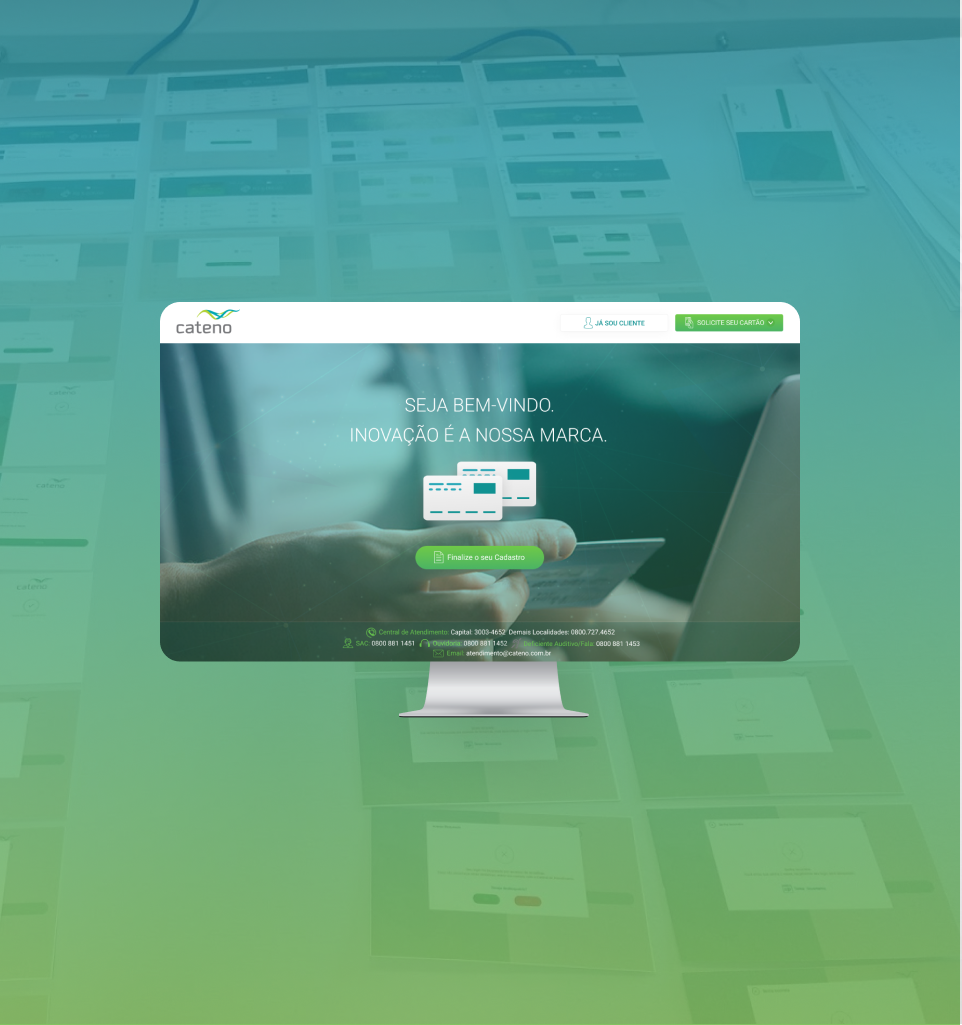 cateno
JÁ SOU CLIENTE
SOLICITE SEU CARTÃO
SEJA BEM-VINDO.
INOVAÇÃO É A NOSSA MARCA.
Finalize o seu Cadastro
Central de Atendimento: Capital: 3003-4652 Demais Localidades: 0800.727.4652
SAC: 0800 881 1451 Ouvidoria: 0800 881 1452 Deficiente Auditivo/Fala: 0800 881 1453
Email: atendimento@cateno.com.br
cateno
cateno